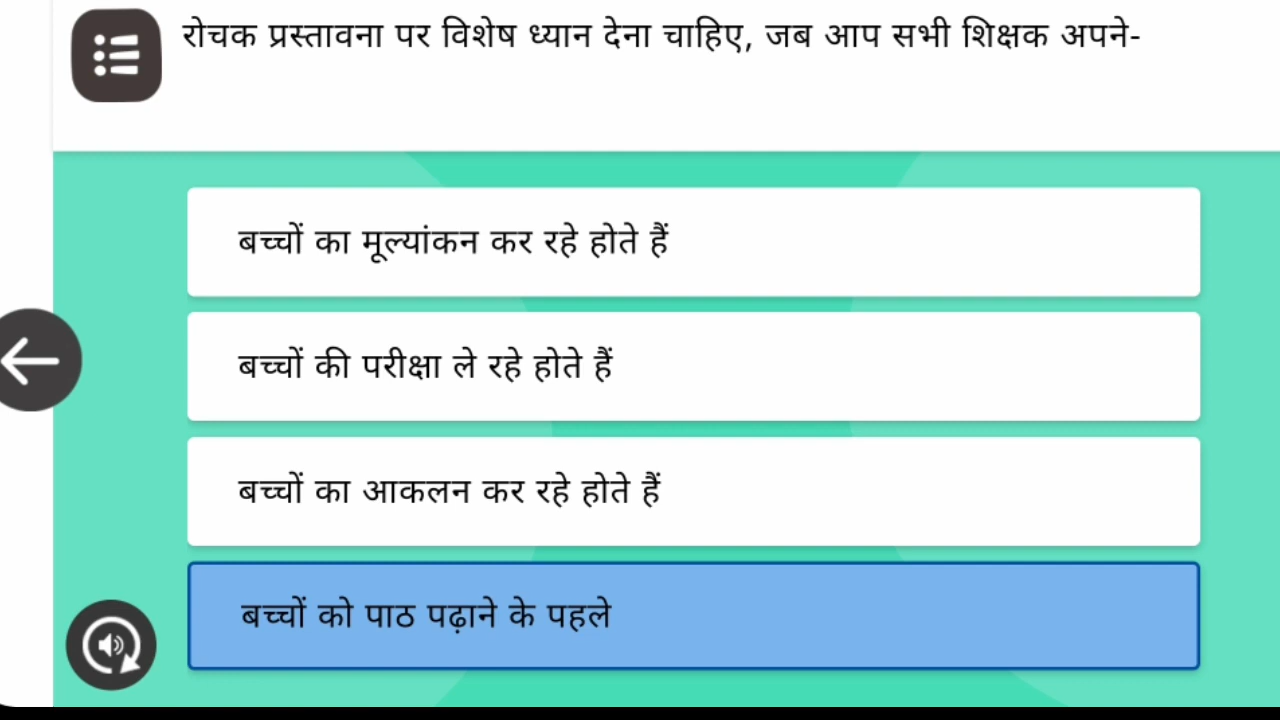 रोचक प्रस्तावना पर विशेष ध्यान देना चाहिए, जब आप सभी शिक्षक अपने-
बच्चों का मूल्यांकन कर रहे होते हैं
बच्चों की परीक्षा ले रहे होते हैं
बच्चों का आकलन कर रहे होते हैं
बच्चों को पाठ पढ़ाने के पहले